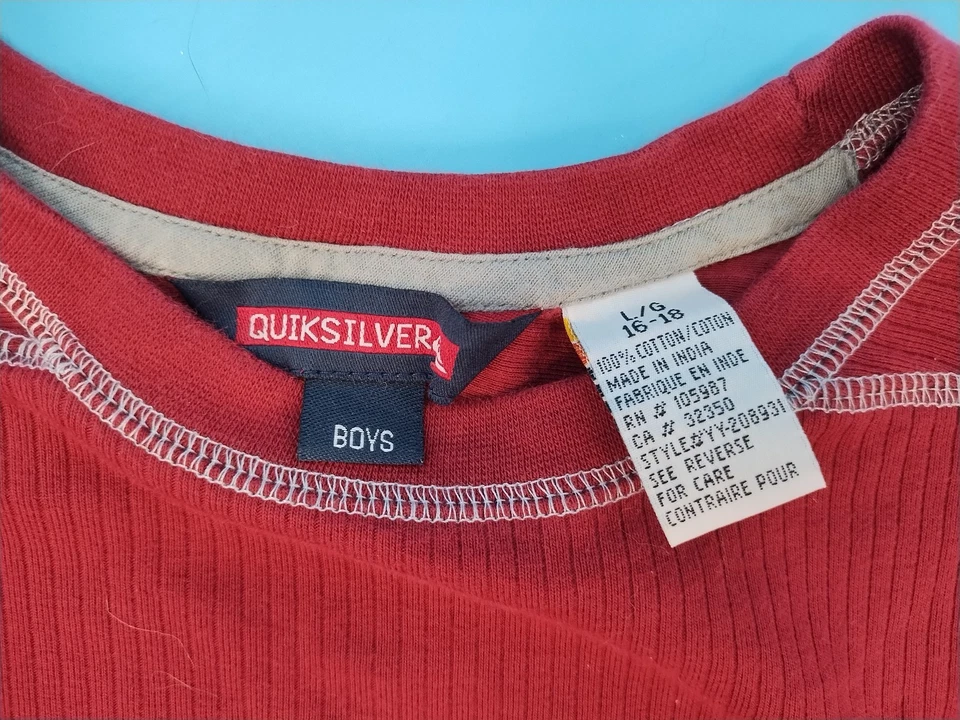 QUIKSILVER
BOYS
L/G
16-18
100% COTTON/COTON
MADE IN INDIA
FABRIQUE EN INDE
RN # 105987
CA # 32350
STYLE#YY-208931
SEE REVERSE
FOR CARE
CONTRAIRE POUR